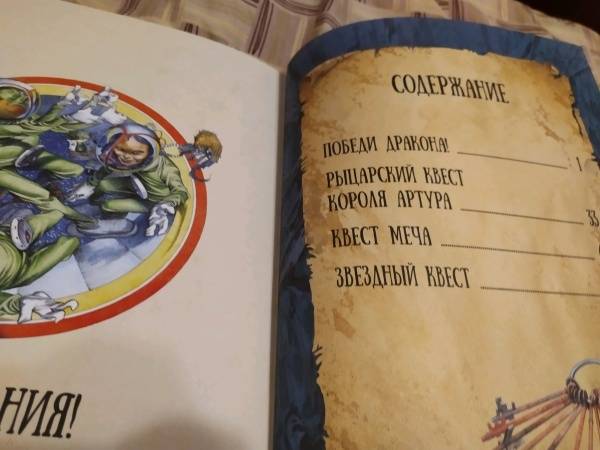 НИЯ!
СОДЕРЖАНИЕ
ПОБЕДИ ДРАКОНА! 1
РЫЦАРСКИЙ КВЕСТ
КОРОЛЯ АРТУРА 33
КВЕСТ МЕЧА
ЗВЕЗДНЫЙ КВЕСТ